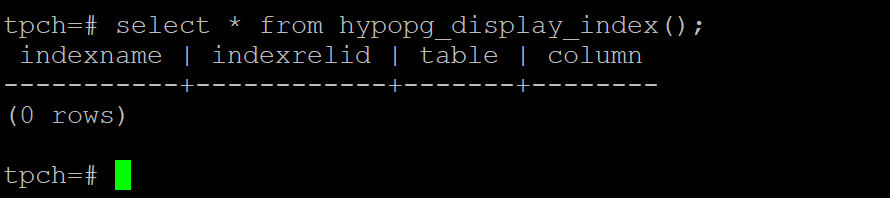 tpch=# select * from hypopg_display_index();
 indexname | indexrelid | table | column
-----------+------------+-------+--------
(0 rows)
tpch=#